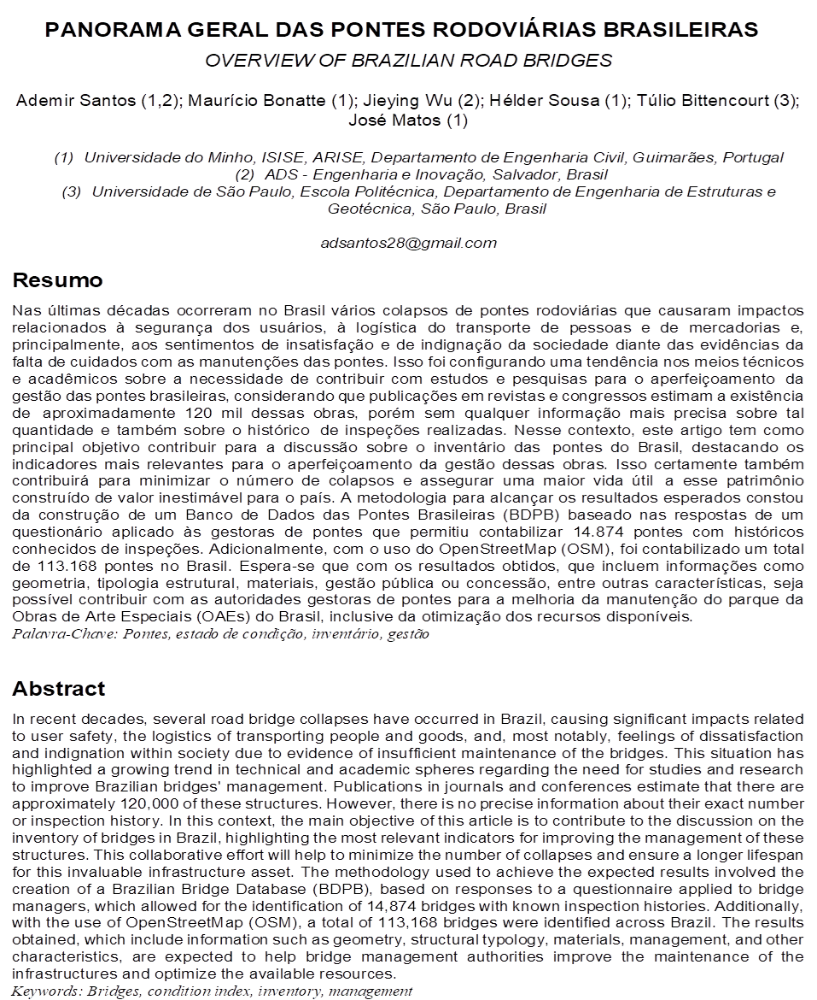 PANORAMA GERAL DAS PONTES RODOVIÁRIAS BRASILEIRAS
OVERVIEW OF BRAZILIAN ROAD BRIDGES
Ademir Santos (1,2); Maurício Bonatte (1); Jieying Wu (2); Hélder Sousa (1); Túlio Bittencourt (3);
José Matos (1)
(1) Universidade do Minho, ISISE, ARISE, Departamento de Engenharia Civil, Guimarães, Portugal
(2) ADS - Engenharia e Inovação, Salvador, Brasil
(3) Universidade de São Paulo, Escola Politécnica, Departamento de Engenharia de Estruturas e
Geotécnica, São Paulo, Brasil
adsantos28@gmail.com
Resumo
Nas últimas décadas ocorreram no Brasil vários colapsos de pontes rodoviárias que causaram impactos
relacionados à segurança dos usuários, à logística do transporte de pessoas e de mercadorias e,
principalmente, aos sentimentos de insatisfação e de indignação da sociedade diante das evidências da
falta de cuidados com as manutenções das pontes. Isso foi configurando uma tendência nos meios técnicos
e acadêmicos sobre a necessidade de contribuir com estudos e pesquisas para o aperfeiçoamento da
gestão das pontes brasileiras, considerando que publicações em revistas e congressos estimam a existência
de aproximadamente 120 mil dessas obras, porém sem qualquer informação mais precisa sobre tal
quantidade e também sobre o histórico de inspeções realizadas. Nesse contexto, este artigo tem como
principal objetivo contribuir para a discussão sobre o inventário das pontes do Brasil, destacando os
indicadores mais relevantes para o aperfeiçoamento da gestão dessas obras. Isso certamente também
contribuirá para minimizar o número de colapsos e assegurar uma maior vida útil a esse patrimônio
construído de valor inestimável para o país. A metodologia para alcançar os resultados esperados constou
da construção de um Banco de Dados das Pontes Brasileiras (BDPB) baseado nas respostas de um
questionário aplicado às gestoras de pontes que permitiu contabilizar 14.874 pontes com históricos
conhecidos de inspeções. Adicionalmente, com o uso do OpenStreetMap (OSM), foi contabilizado um total
de 113.168 pontes no Brasil. Espera-se que com os resultados obtidos, que incluem informações como
geometria, tipologia estrutural, materiais, gestão pública ou concessão, entre outras características, seja
possível contribuir com as autoridades gestoras de pontes para a melhoria da manutenção do parque da
Obras de Arte Especiais (OAEs) do Brasil, inclusive da otimização dos recursos disponíveis.
Palavra-Chave: Pontes, estado de condição, inventário, gestão
Abstract
In recent decades, several road bridge collapses have occurred in Brazil, causing significant impacts related
to user safety, the logistics of transporting people and goods, and, most notably, feelings of dissatisfaction
and indignation within society due to evidence of insufficient maintenance of the bridges. This situation has
highlighted a growing trend in technical and academic spheres regarding the need for studies and research
to improve Brazilian bridges' management. Publications in journals and conferences estimate that there are
approximately 120,000 of these structures. However, there is no precise information about their exact number
or inspection history. In this context, the main objective of this article is to contribute to the discussion on the
inventory of bridges in Brazil, highlighting the most relevant indicators for improving the management of these
structures. This collaborative effort will help to minimize the number of collapses and ensure a longer lifespan
for this invaluable infrastructure asset. The methodology used to achieve the expected results involved the
creation of a Brazilian Bridge Database (BDPB), based on responses to a questionnaire applied to bridge
managers, which allowed for the identification of 14,874 bridges with known inspection histories. Additionally,
with the use of OpenStreetMap (OSM), a total of 113,168 bridges were identified across Brazil. The results
obtained, which include information such as geometry, structural typology, materials, management, and other
characteristics, are expected to help bridge management authorities improve the maintenance of the
infrastructures and optimize the available resources.
Keywords: Bridges, condition index, inventory, management